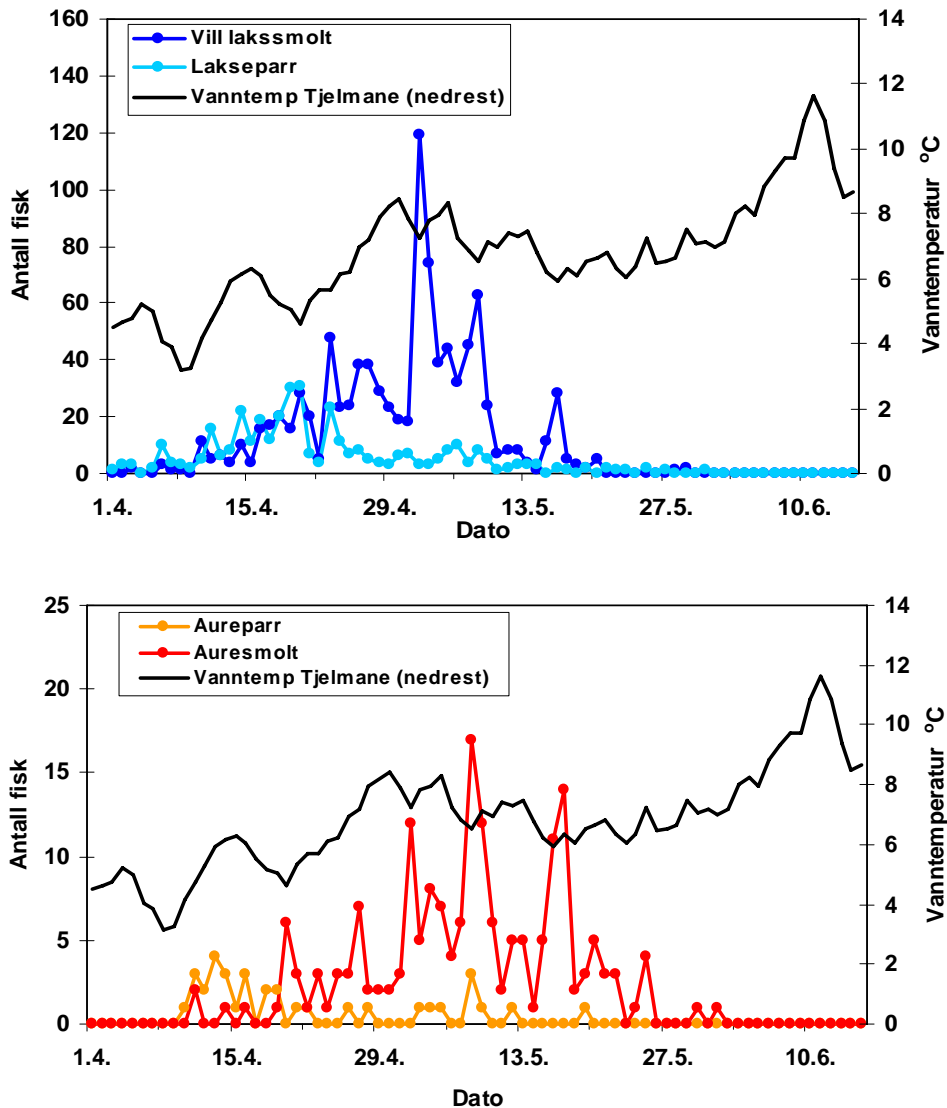 160
140
120
100
80
60
40
20
0
Antall fisk
Vill lakssmolt
Lakseparr
Vanntemp Tjelmane (nedrest)
14
12
10
8
6
4
2
0
Vanntemperatur °C
1.4. 15.4. 29.4. 13.5. 27.5. 10.6.
Dato
25
20
15
10
5
0
Antall fisk
Aureparr
Auresmolt
Vanntemp Tjelmane (nedrest)
14
12
10
8
6
4
2
0
Vanntemperatur °C
1.4. 15.4. 29.4. 13.5. 27.5. 10.6.
Dato